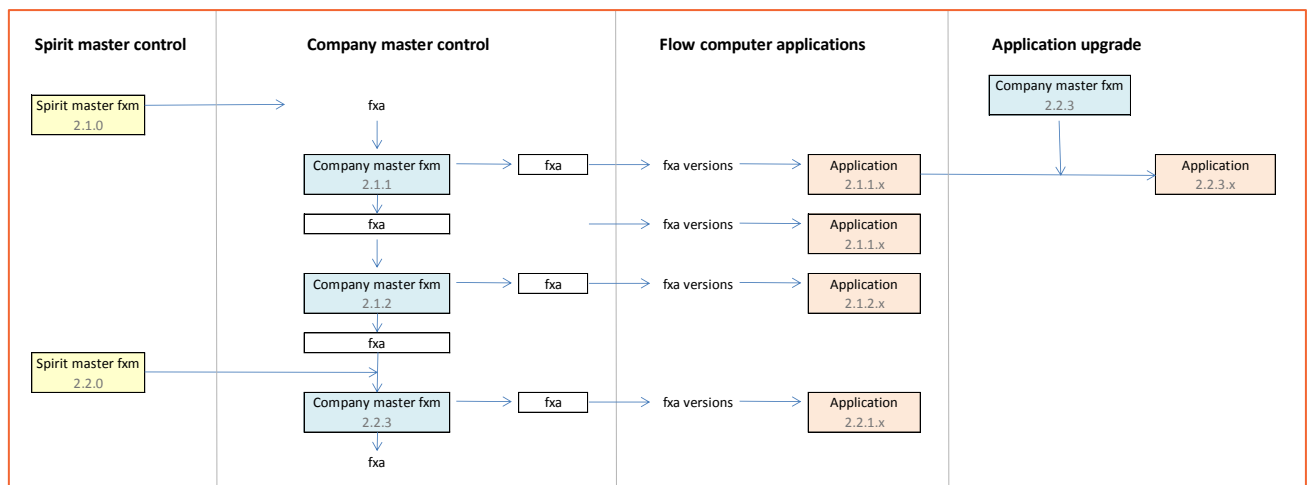 Spirit master control
Company master control
Flow computer applications
Application upgrade
Spirit master fxm
2.1.0
fxa
Company master fxm
2.2.3
Company master fxm
2.1.1
fxa
fxa versions
Application
2.1.1.x
Application
2.2.3.x
fxa
fxa versions
Application
2.1.1.x
Company master fxm
2.1.2
fxa
fxa versions
Application
2.1.2.x
fxa
Spirit master fxm
2.2.0
Company master fxm
2.2.3
fxa
fxa versions
Application
2.2.1.x
fxa